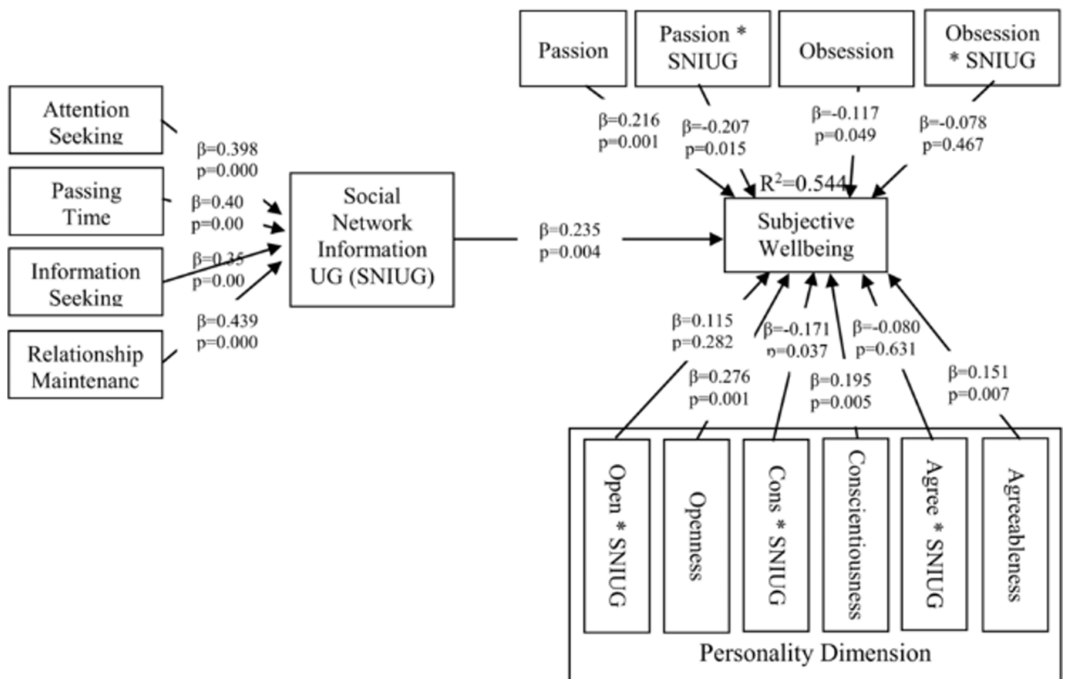 Passion
Passion *
SNIUG
Obsession
Obsession
* SNIUG
β=0.216
p=0.001
β=-0.207
p=0.015
β=-0.117
p=0.049
β=-0.078
p=0.467
Attention
Seeking
Passing
Time
Information
Seeking
Relationship
Maintenanc
β=0.398
p=0.000
β=0.40
p=0.00
β=0.35
p=0.00
β=0.439
p=0.000
Social
Network
Information
UG (SNIUG)
β=0.235
p=0.004
R²=0.544
Subjective
Wellbeing
β=0.115
p=0.282
β=0.276
p=0.001
β=-0.171
p=0.037
β=0.195
p=0.005
β=-0.080
p=0.631
β=0.151
p=0.007
Open * SNIUG
Openness
Cons * SNIUG
Conscientiousness
Agree * SNIUG
Agreeableness
Personality Dimension